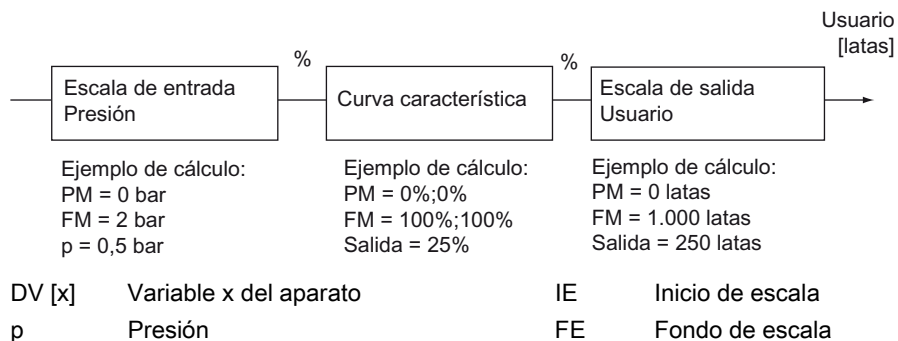 Usuario
[latas]
%
%
Escala de entrada
Presión
Curva característica
Escala de salida
Usuario
Ejemplo de cálculo:
PM = 0 bar
FM = 2 bar
p = 0,5 bar
Ejemplo de cálculo:
PM = 0%;0%
FM = 100%;100%
Salida = 25%
Ejemplo de cálculo:
PM = 0 latas
FM = 1.000 latas
Salida = 250 latas
DV [x] Variable x del aparato IE Inicio de escala
p Presión FE Fondo de escala